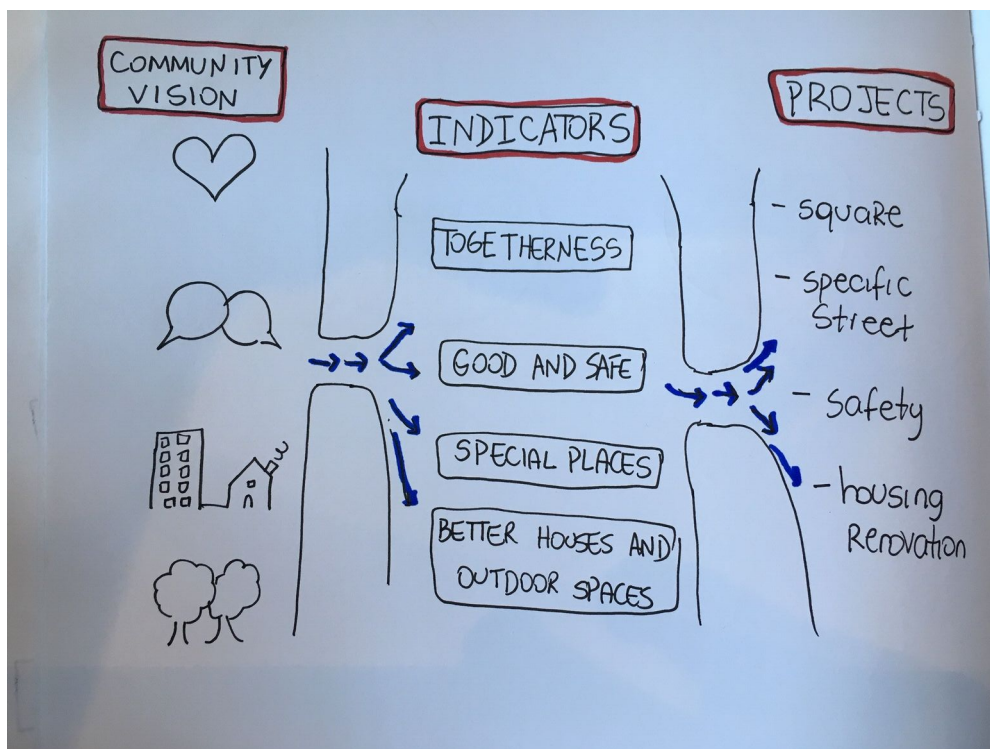 COMMUNITY
VISION
INDICATORS
TOGETHERNESS
GOOD AND SAFE
SPECIAL PLACES
BETTER HOUSES AND
OUTDOOR SPACES
PROJECTS
- square
- specific
Street
- safety
- housing
Renovation